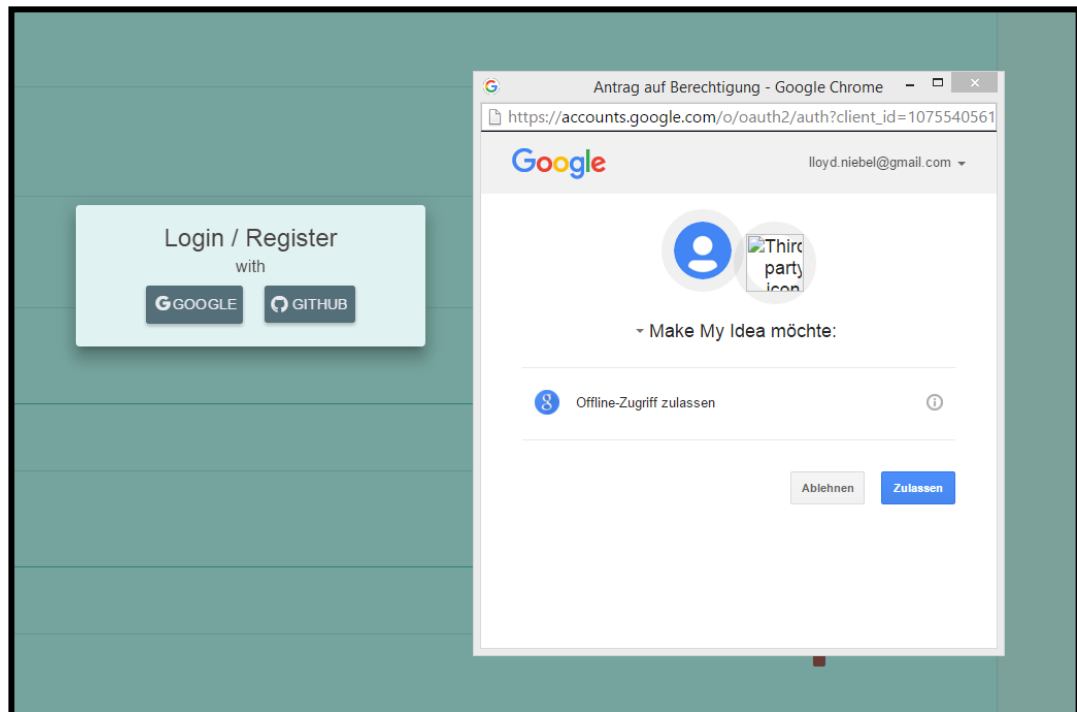 Login / Register
with
GOOGLE
GITHUB
Antrag auf Berechtigung - Google Chrome
https://accounts.google.com/o/oauth2/auth?client_id=1075540561
Google
lloyd.niebel@gmail.com
Third
party
icon
Make My Idea möchte:
Offline-Zugriff zulassen
Ablehnen
Zulassen